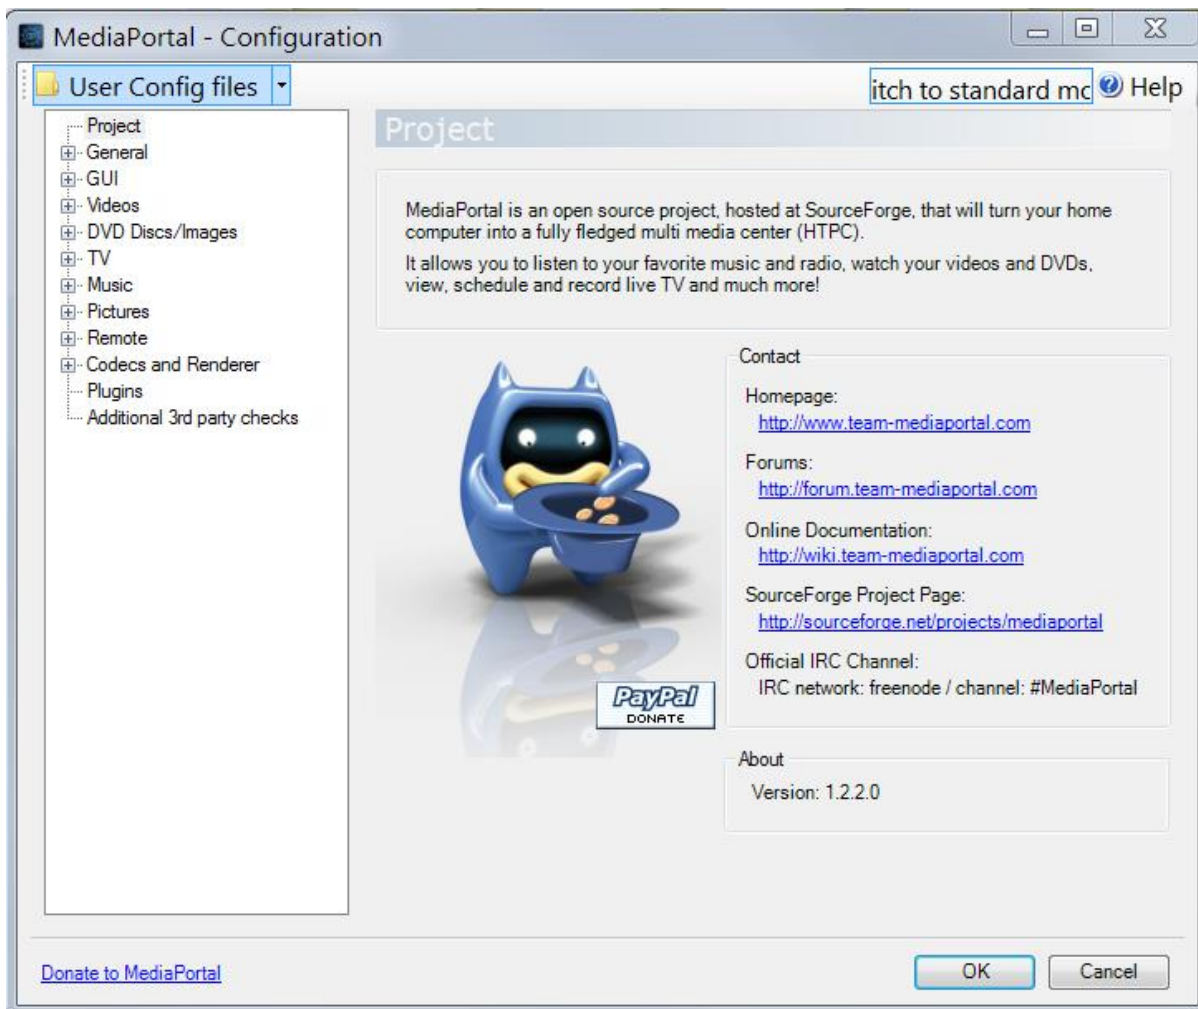 MediaPortal - Configuration
User Config files
itch to standard mo
Help
Project
General
GUI
Videos
DVD Discs/Images
TV
Music
Pictures
Remote
Codecs and Renderer
Plugins
Additional 3rd party checks
Project
MediaPortal is an open source project, hosted at SourceForge, that will turn your home
computer into a fully fledged multi media center (HTPC).
It allows you to listen to your favorite music and radio, watch your videos and DVDs,
view, schedule and record live TV and much more!
PayPal
DONATE
Contact
Homepage:
http://www.team-mediaportal.com
Forums:
http://forum.team-mediaportal.com
Online Documentation:
http://wiki.team-mediaportal.com
SourceForge Project Page:
http://sourceforge.net/projects/mediaportal
Official IRC Channel:
IRC network: freenode / channel: #MediaPortal
About
Version: 1.2.2.0
Donate to MediaPortal
OK
Cancel